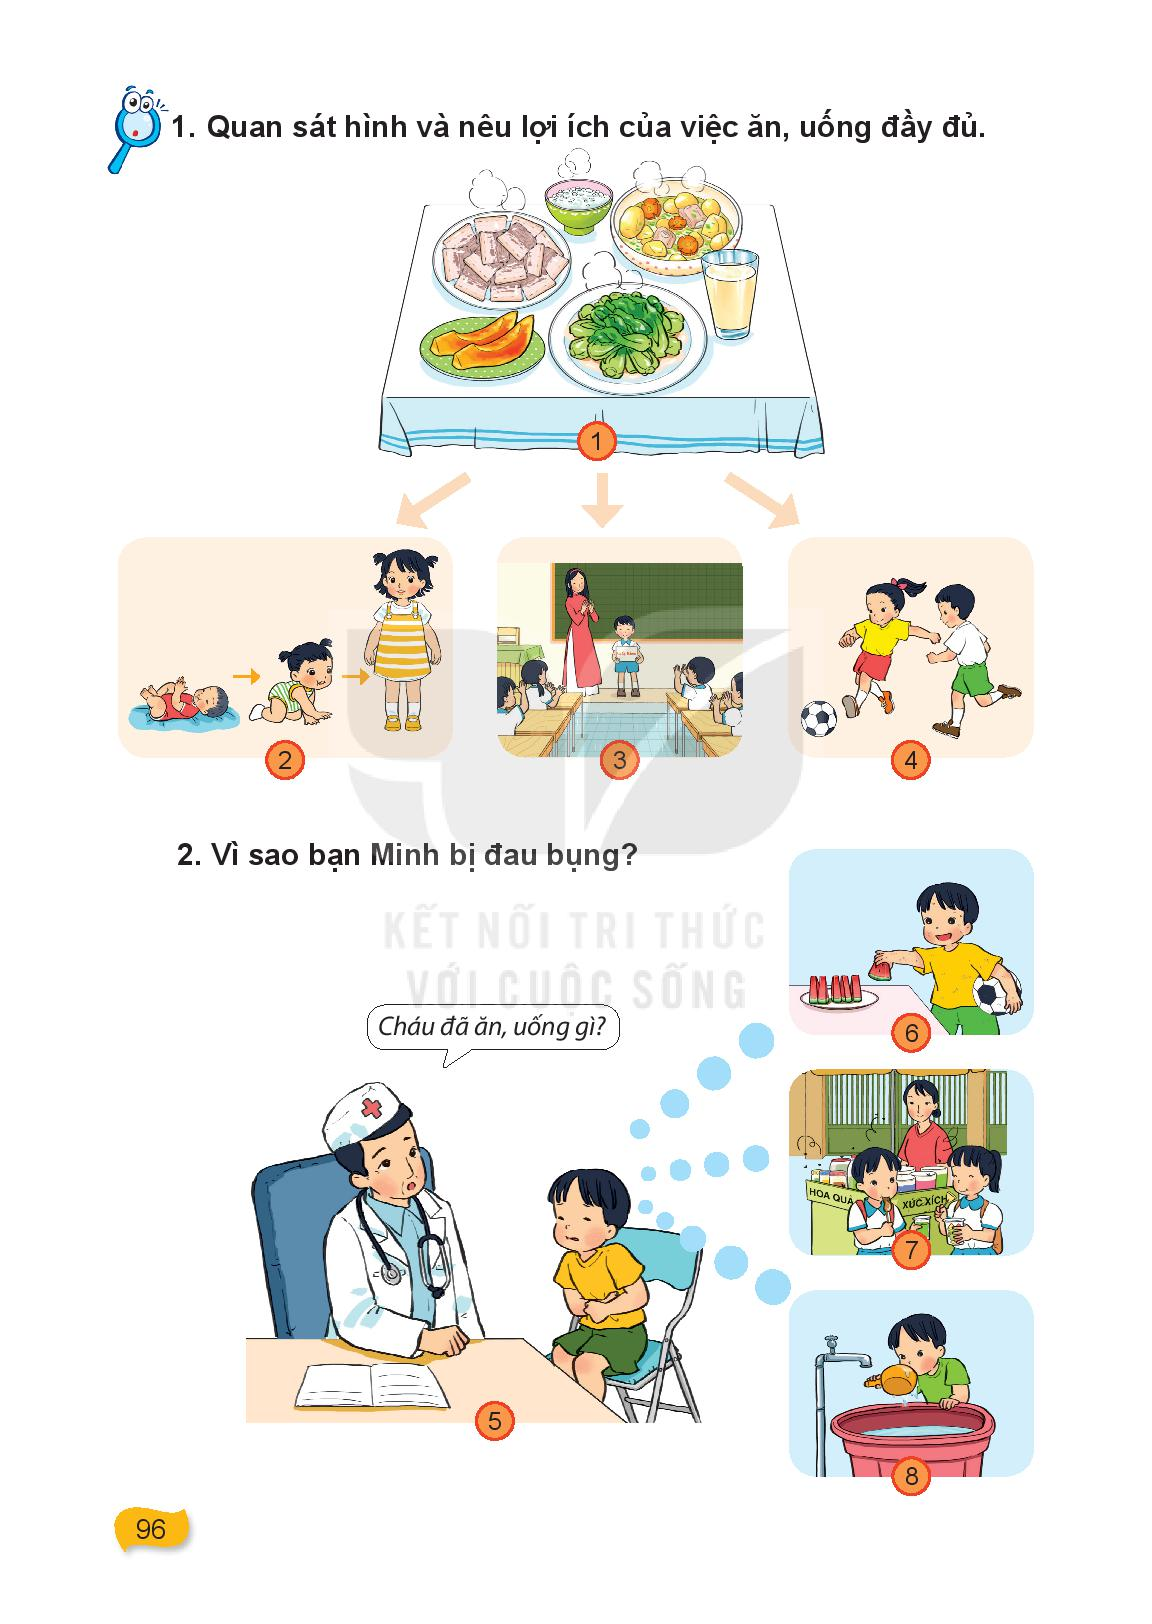 1. Quan sát hình và nêu lợi ích của việc ăn, uống đầy đủ.
1
2
3
4
2. Vì sao bạn Minh bị đau bụng?
KẾT NỐI TRI THỨC
VỚI CUỘC SỐNG
Cháu đã ăn, uống gì?
6
HOA QUẢ
XÚC XÍCH
7
5
8
96